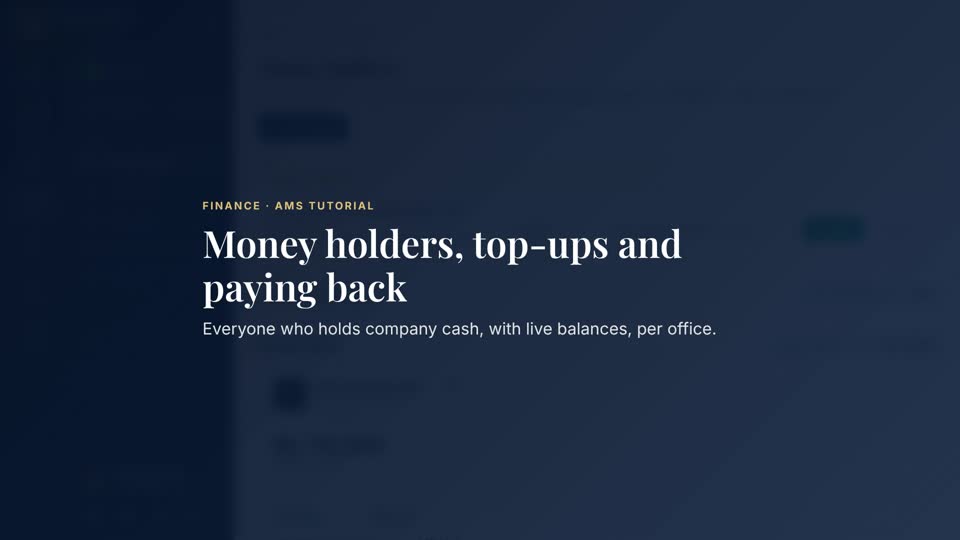 FINANCE · AMS TUTORIAL
Money holders, top-ups and
paying back
Everyone who holds company cash, with live balances, per office.